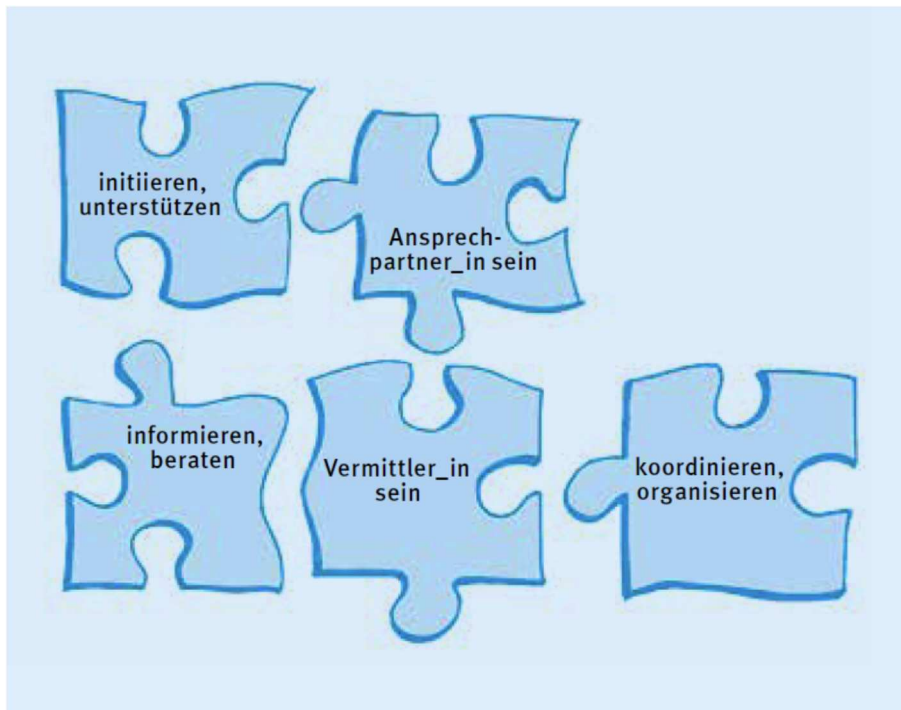 initiieren,
unterstützen
Ansprech-
partner_in sein
informieren,
beraten
Vermittler_in
sein
koordinieren,
organisieren